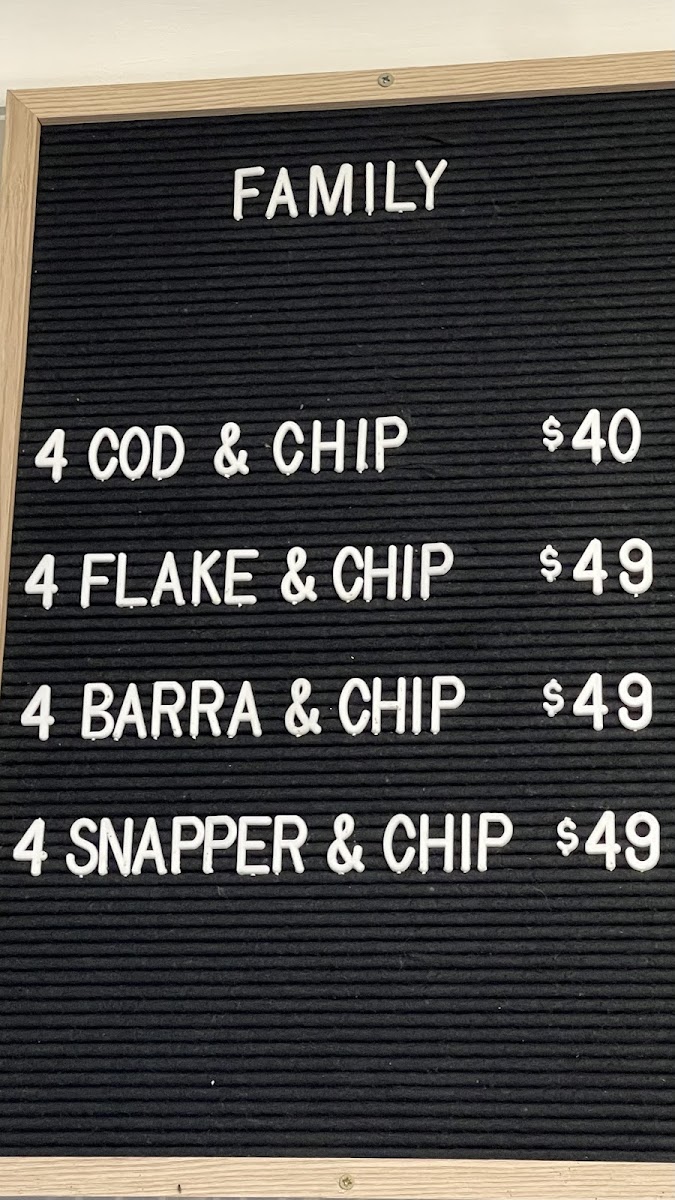 FAMILY
4 COD & CHIP $40
4 FLAKE & CHIP $49
4 BARRA & CHIP $49
4 SNAPPER & CHIP $49